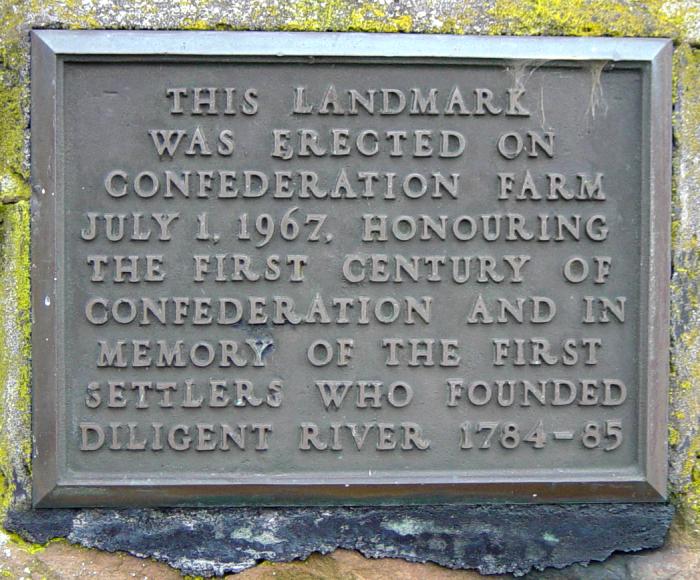 THIS LANDMARK
WAS ERECTED ON
CONFEDERATION FARM
JULY 1, 1967, HONOURING
THE FIRST CENTURY OF
CONFEDERATION AND IN
MEMORY OF THE FIRST
SETTLERS WHO FOUNDED
DILIGENT RIVER 1784-85